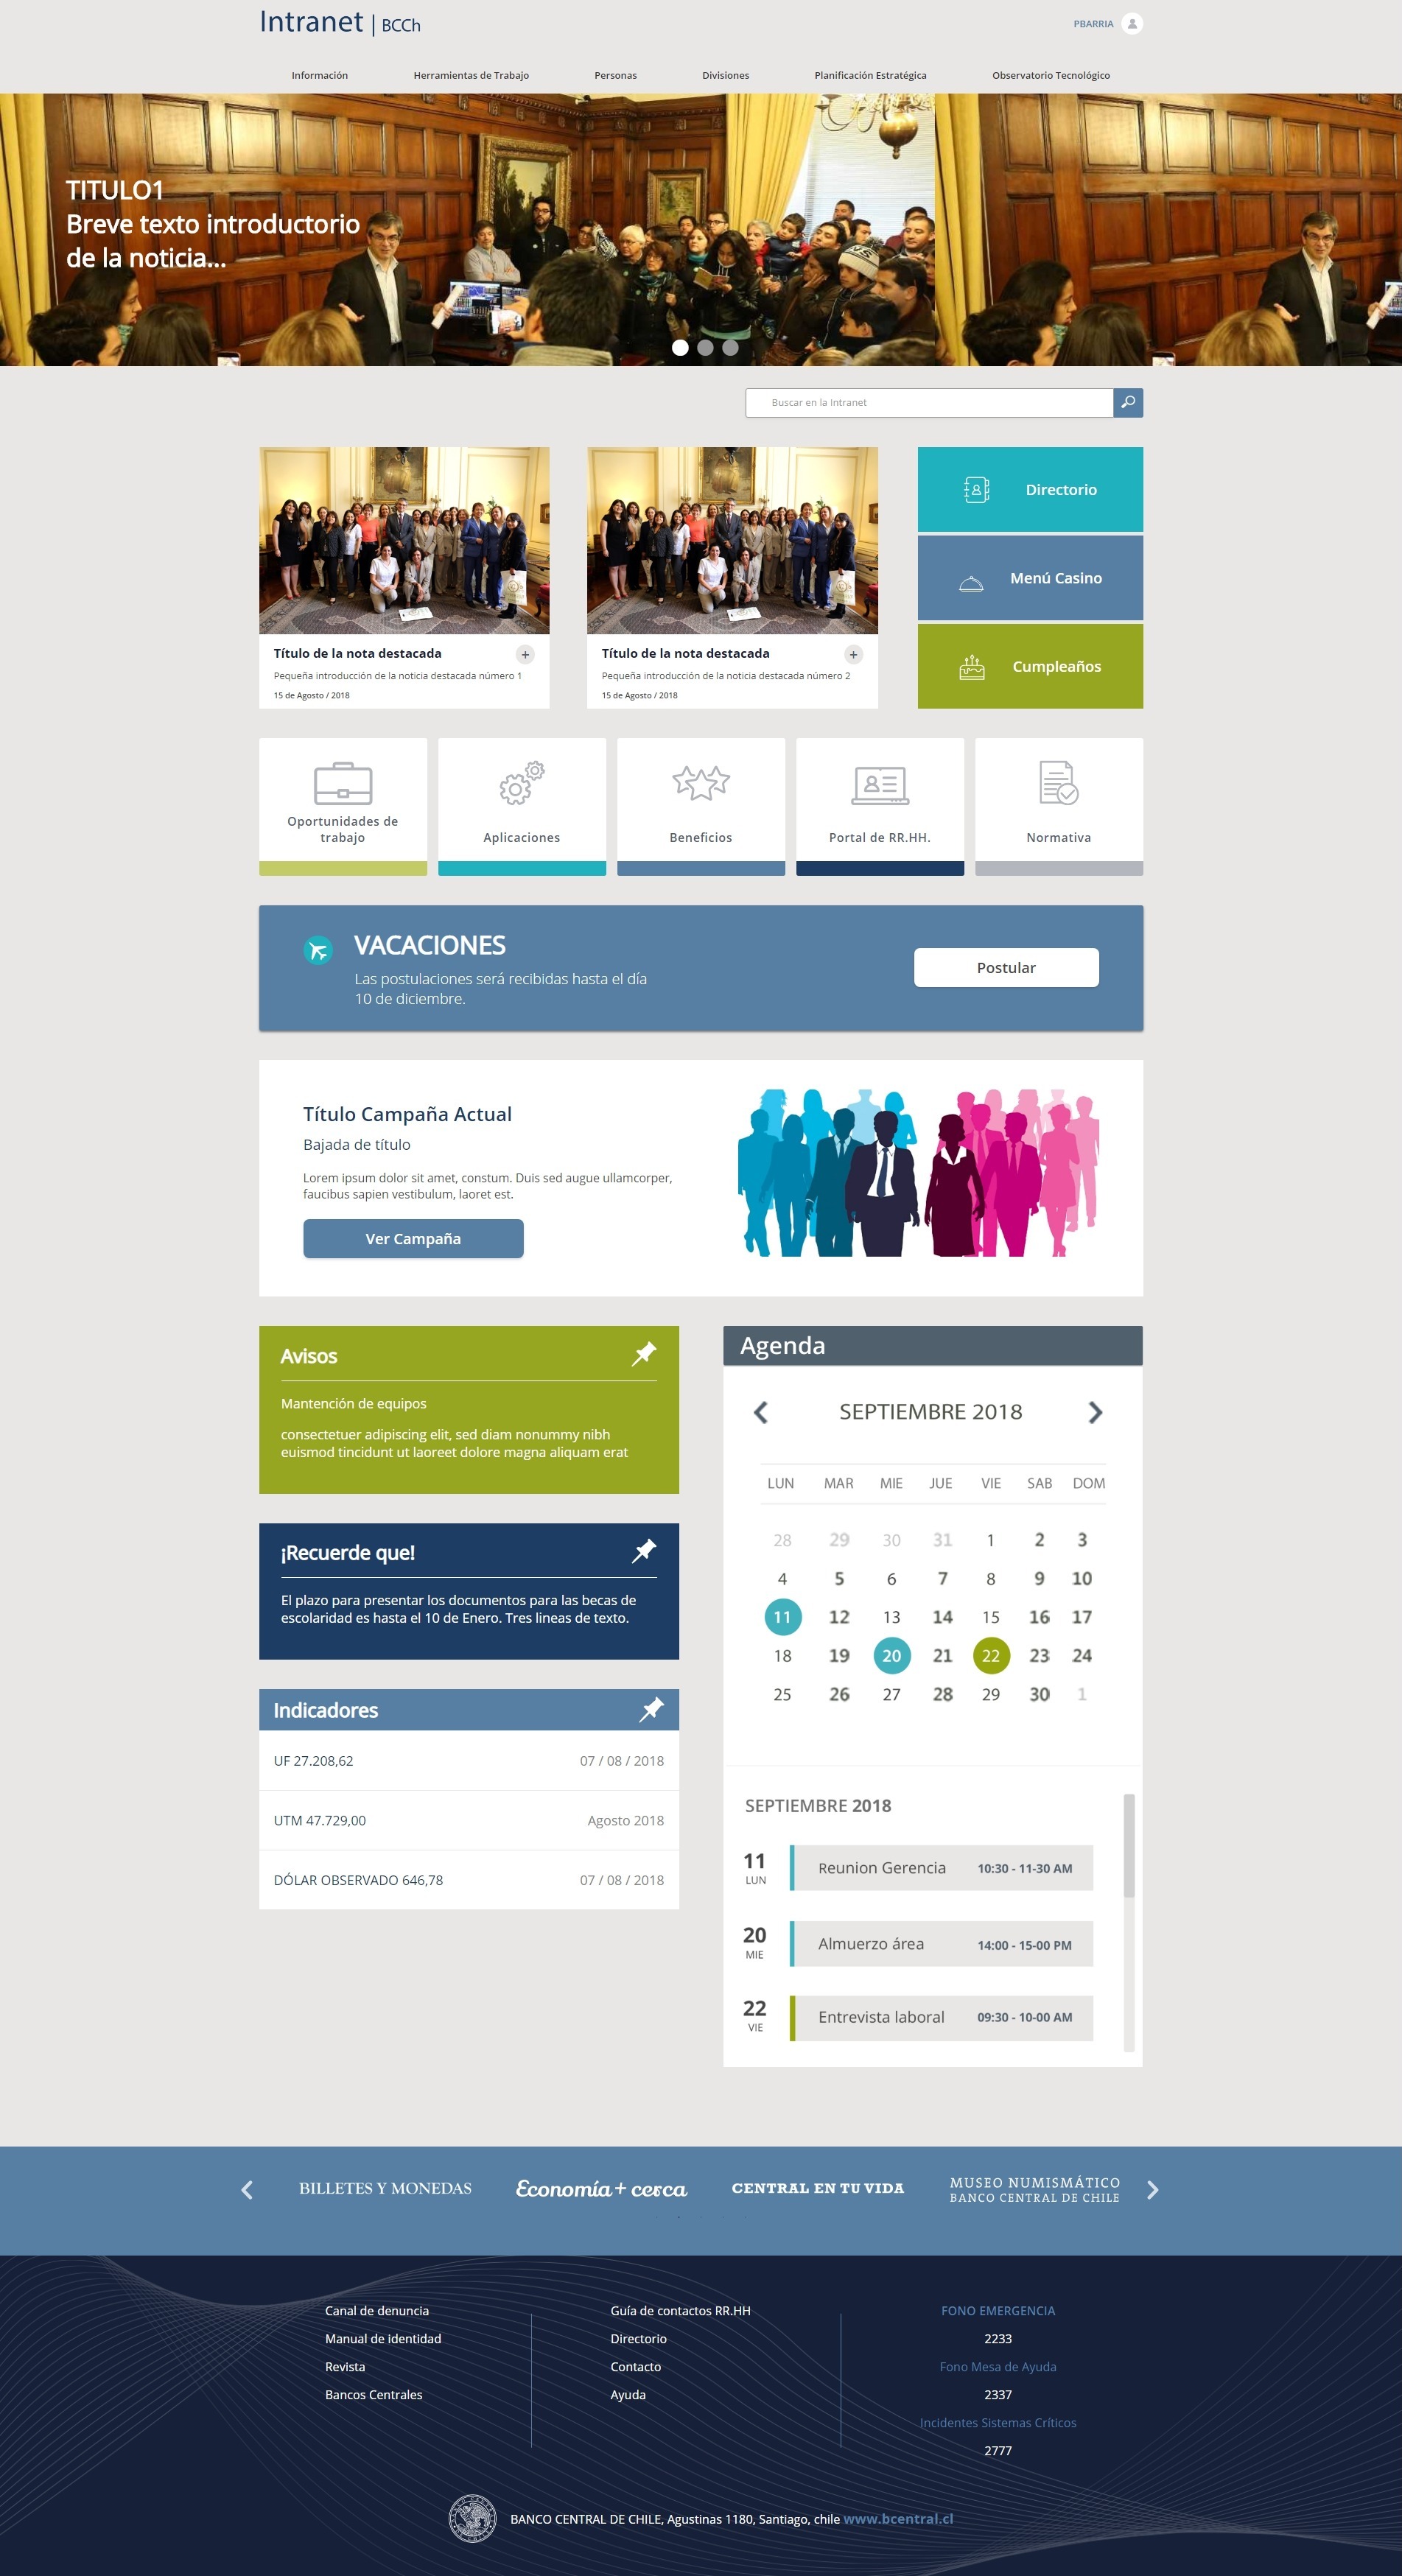 Intranet | BCCh
PBARRIA
Información
Herramientas de Trabajo
Personas
Divisiones
Planificación Estratégica
Observatorio Tecnológico
TITULO1
Breve texto introductorio
de la noticia...
Buscar en la Intranet
Título de la nota destacada
+
Pequeña introducción de la noticia destacada número 1
15 de Agosto / 2018
Título de la nota destacada
+
Pequeña introducción de la noticia destacada número 2
15 de Agosto / 2018
Directorio
Menú Casino
Cumpleaños
Oportunidades de
trabajo
Aplicaciones
Beneficios
Portal de RR.HH.
Normativa
VACACIONES
Las postulaciones será recibidas hasta el día
10 de diciembre.
Postular
Título Campaña Actual
Bajada de título
Lorem ipsum dolor sit amet, constum. Duis sed augue ullamcorper,
faucibus sapien vestibulum, laoret est.
Ver Campaña
Avisos
Mantención de equipos
consectetuer adipiscing elit, sed diam nonummy nibh
euismod tincidunt ut laoreet dolore magna aliquam erat
¡Recuerde que!
El plazo para presentar los documentos para las becas de
escolaridad es hasta el 10 de Enero. Tres lineas de texto.
Indicadores
UF 27.208,62 07 / 08 / 2018
UTM 47.729,00 Agosto 2018
DÓLAR OBSERVADO 646,78 07 / 08 / 2018
Agenda
SEPTIEMBRE 2018
LUN MAR MIE JUE VIE SAB DOM
28 29 30 31 1 2 3
4 5 6 7 8 9 10
11 12 13 14 15 16 17
18 19 20 21 22 23 24
25 26 27 28 29 30 1
SEPTIEMBRE 2018
11
LUN
Reunion Gerencia 10:30 - 11-30 AM
20
MIE
Almuerzo área 14:00 - 15-00 PM
22
VIE
Entrevista laboral 09:30 - 10-00 AM
BILLETES Y MONEDAS
Economía + cerca
CENTRAL EN TU VIDA
MUSEO NUMISMÁTICO
BANCO CENTRAL DE CHILE
Canal de denuncia
Manual de identidad
Revista
Bancos Centrales
Guía de contactos RR.HH
Directorio
Contacto
Ayuda
FONO EMERGENCIA
2233
Fono Mesa de Ayuda
2337
Incidentes Sistemas Críticos
2777
BANCO CENTRAL DE CHILE, Agustinas 1180, Santiago, chile www.bcentral.cl